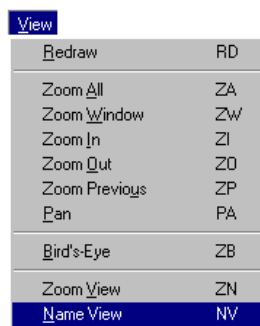 View
Redraw RD
Zoom All ZA
Zoom Window ZW
Zoom In ZI
Zoom Out ZO
Zoom Previous ZP
Pan PA
Bird's-Eye ZB
Zoom View ZN
Name View NV